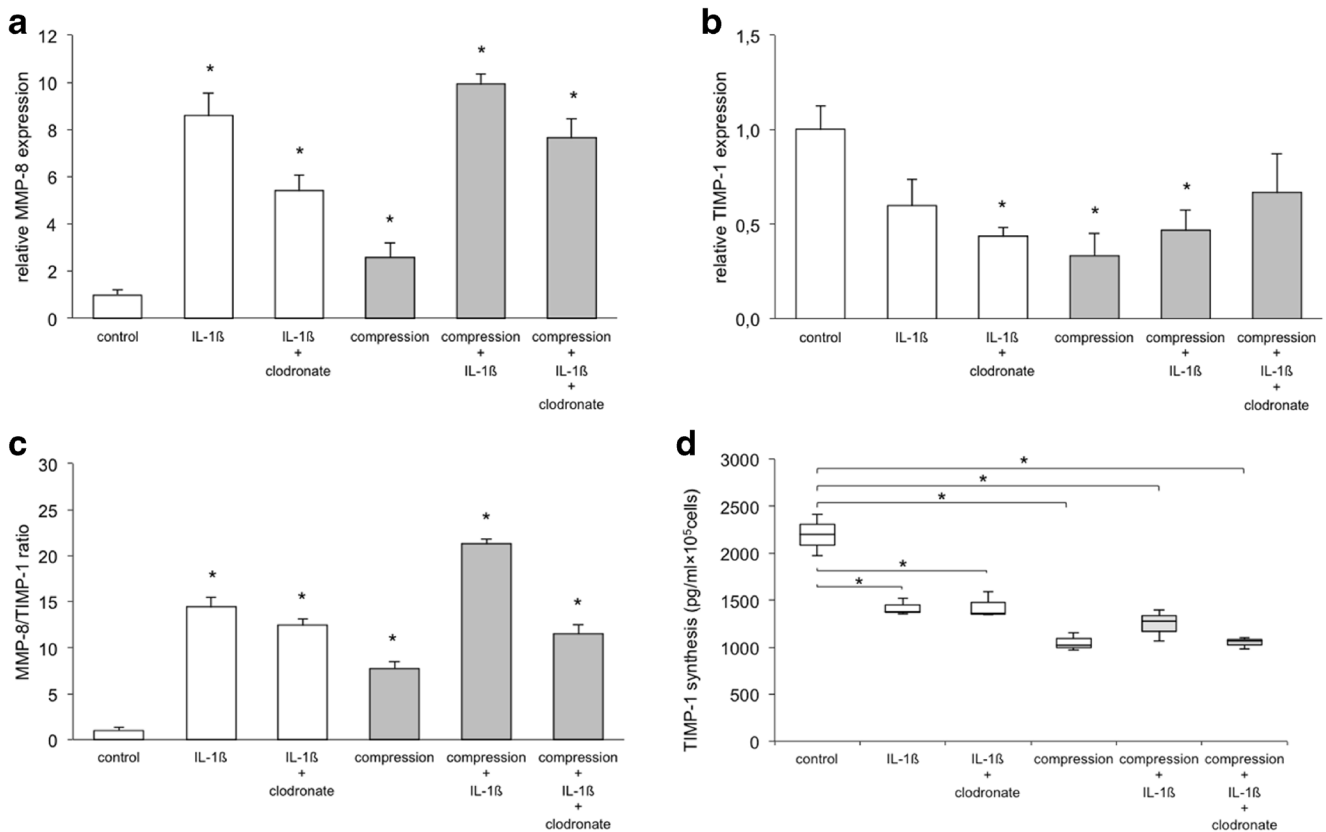 a
relative MMP-8 expression
12
10
8
6
4
2
0
*
*
*
*
*
control
IL-1ß
IL-1ß
+
clodronate
compression
compression
+
IL-1ß
compression
+
IL-1ß
+
clodronate
b
relative TIMP-1 expression
1,5
1,0
0,5
0,0
*
*
*
control
IL-1ß
IL-1ß
+
clodronate
compression
compression
+
IL-1ß
compression
+
IL-1ß
+
clodronate
c
MMP-8/TIMP-1 ratio
30
25
20
15
10
5
0
*
*
*
*
*
control
IL-1ß
IL-1ß
+
clodronate
compression
compression
+
IL-1ß
compression
+
IL-1ß
+
clodronate
d
TIMP-1 synthesis (pg/ml×10⁵cells)
3000
2500
2000
1500
1000
500
0
*
*
*
*
*
control
IL-1ß
IL-1ß
+
clodronate
compression
compression
+
IL-1ß
compression
+
IL-1ß
+
clodronate